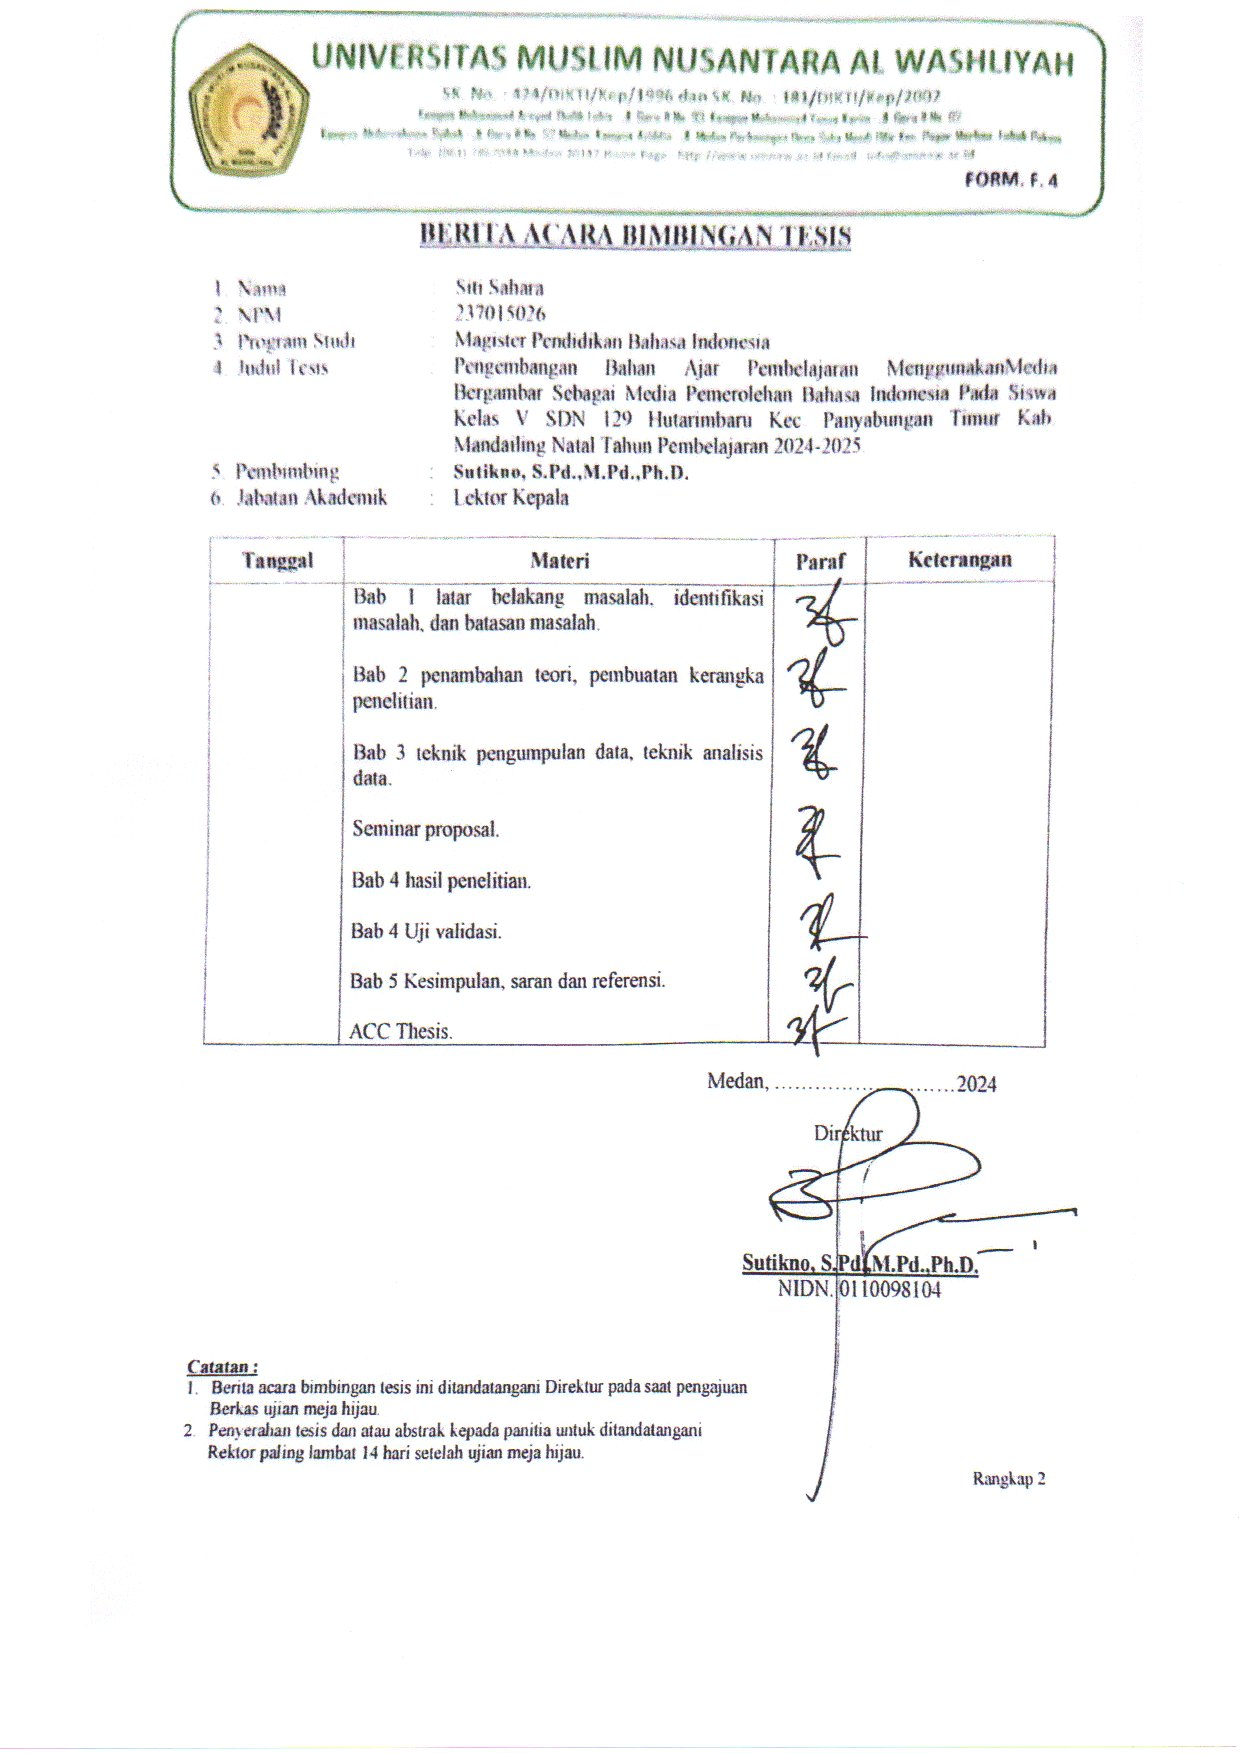 UNIVERSITAS MUSLIM NUSANTARA AL WASHLIYAH
SK. No. : 424/DIKTI/Kep/1996 dan SK. No. : 181/DIKTI/Kep/2002
FORM. F. 4
BERITA ACARA BIMBINGAN TESIS
1. Nama : Siti Sahara
2. NPM : 237015026
3. Program Studi : Magister Pendidikan Bahasa Indonesia
4. Judul Tesis : Pengembangan Bahan Ajar Pembelajaran MenggunakanMedia
Bergambar Sebagai Media Pemerolehan Bahasa Indonesia Pada Siswa
Kelas V SDN 129 Hutarimbaru Kec Panyabungan Timur Kab
Mandailing Natal Tahun Pembelajaran 2024-2025
5. Pembimbing : Sutikno, S.Pd.,M.Pd.,Ph.D.
6. Jabatan Akademik : Lektor Kepala
Tanggal Materi Paraf Keterangan
Bab 1 latar belakang masalah, identifikasi
masalah, dan batasan masalah.
Bab 2 penambahan teori, pembuatan kerangka
penelitian.
Bab 3 teknik pengumpulan data, teknik analisis
data.
Seminar proposal.
Bab 4 hasil penelitian.
Bab 4 Uji validasi.
Bab 5 Kesimpulan, saran dan referensi.
ACC Thesis.
Medan, ............................2024
Direktur
Sutikno, S.Pd.,M.Pd.,Ph.D.
NIDN. 0110098104
Catatan :
1. Berita acara bimbingan tesis ini ditandatangani Direktur pada saat pengajuan
Berkas ujian meja hijau.
2. Penyerahan tesis dan atau abstrak kepada panitia untuk ditandatangani
Rektor paling lambat 14 hari setelah ujian meja hijau.
Rangkap 2